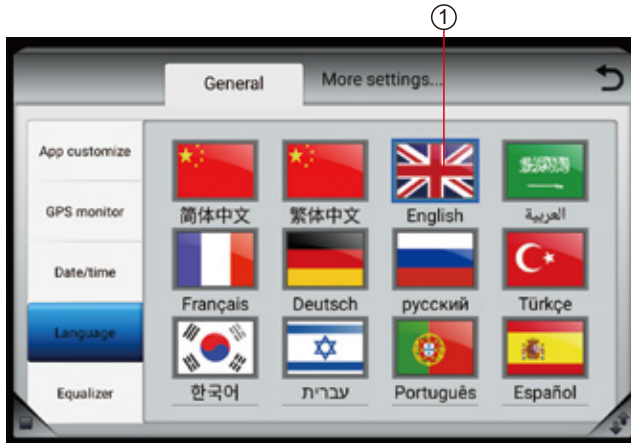 ①
General
More settings...
App customize
GPS monitor
Date/time
Language
Equalizer
简体中文
繁体中文
English
العربية
Français
Deutsch
русский
Türkçe
한국어
עברית
Português
Español